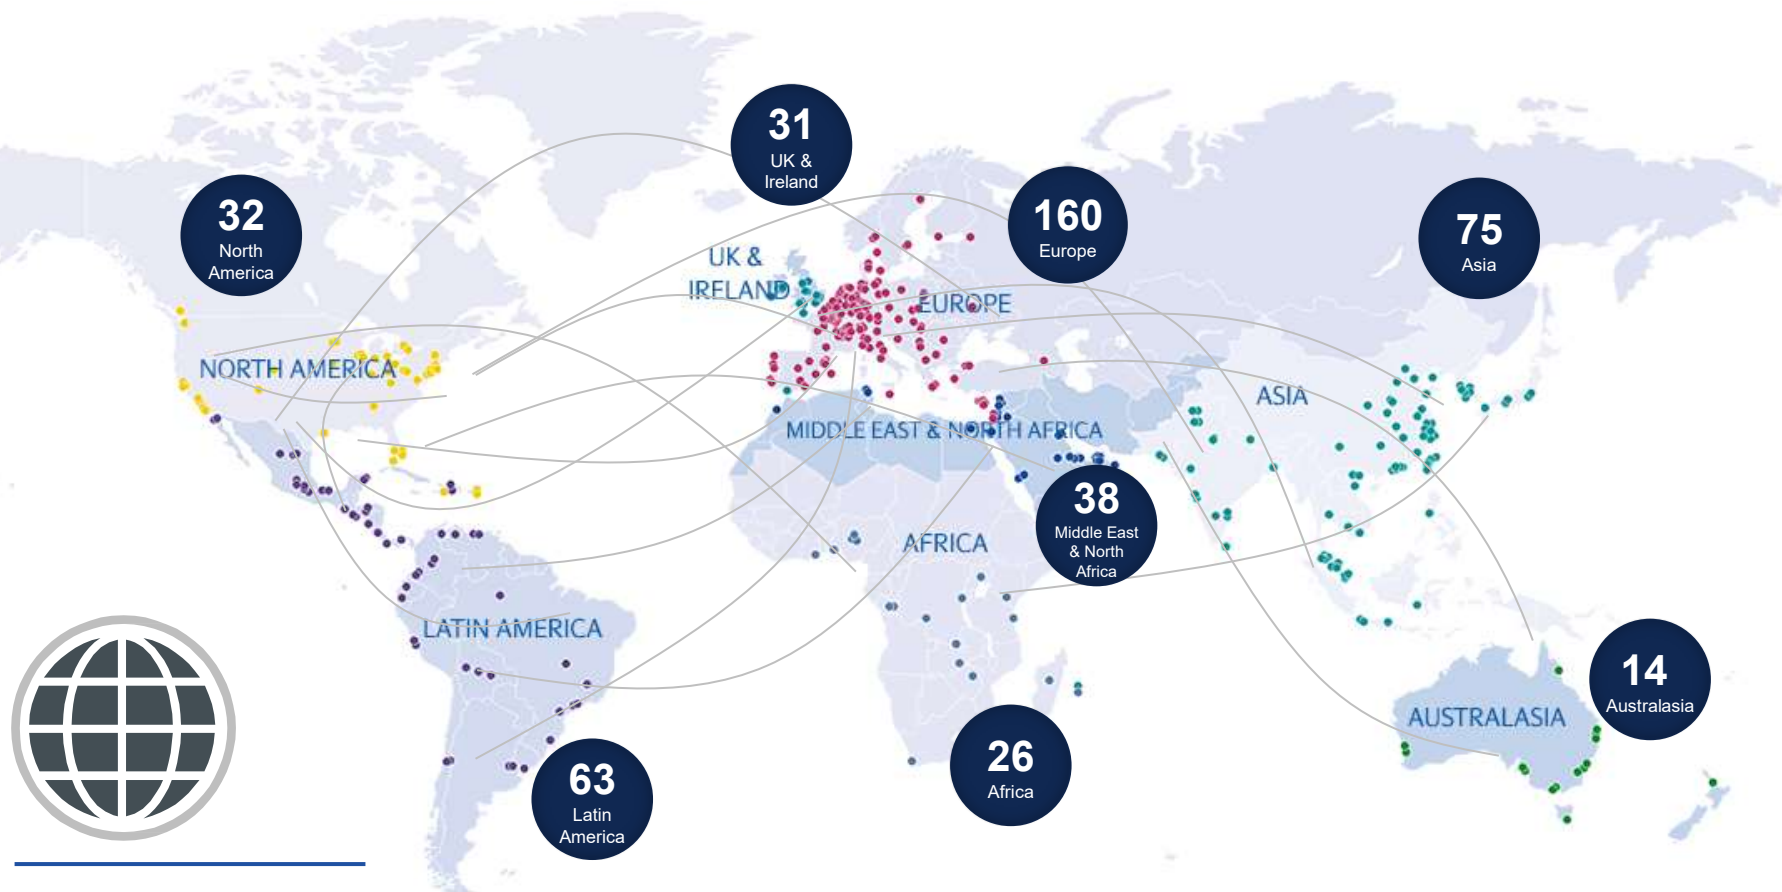 31
UK &
Ireland
32
North
America
160
Europe
75
Asia
UK &
IRELAND
EUROPE
NORTH AMERICA
ASIA
MIDDLE EAST & NORTH AFRICA
38
Middle East
& North
Africa
AFRICA
LATIN AMERICA
14
Australasia
AUSTRALASIA
26
Africa
63
Latin
America